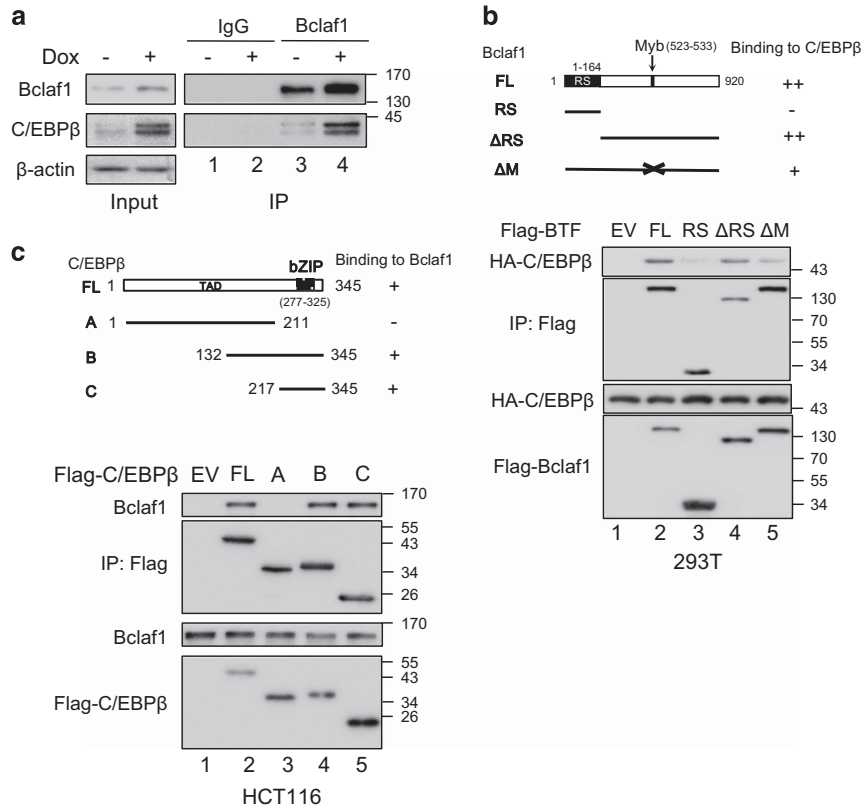 a
IgG Bclaf1
Dox - + - + - +
Bclaf1 170
130
C/EBPβ 45
β-actin 1 2 3 4
Input IP
b
Bclaf1 Myb (523-533) Binding to C/EBPβ
1-164
FL 1 RS 920 ++
RS -
ΔRS ++
ΔM +
Flag-BTF EV FL RS ΔRS ΔM
HA-C/EBPβ 43
IP: Flag 130
70
55
34
HA-C/EBPβ 43
Flag-Bclaf1 130
70
55
34
1 2 3 4 5
293T
c
C/EBPβ bZIP Binding to Bclaf1
FL 1 TAD 345 +
(277-325)
A 1 211 -
B 132 345 +
C 217 345 +
Flag-C/EBPβ EV FL A B C
Bclaf1 170
IP: Flag 55
43
34
26
Bclaf1 170
Flag-C/EBPβ 55
43
34
26
1 2 3 4 5
HCT116